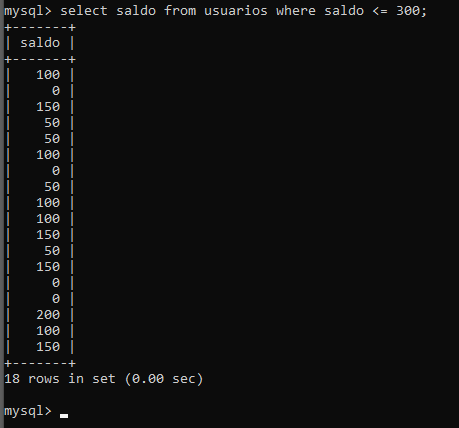 mysql> select saldo from usuarios where saldo <= 300;
+-------+
| saldo |
+-------+
|   100 |
|     0 |
|   150 |
|    50 |
|    50 |
|   100 |
|     0 |
|    50 |
|   100 |
|   100 |
|   150 |
|    50 |
|   150 |
|     0 |
|     0 |
|   200 |
|   100 |
|   150 |
+-------+
18 rows in set (0.00 sec)
mysql> _